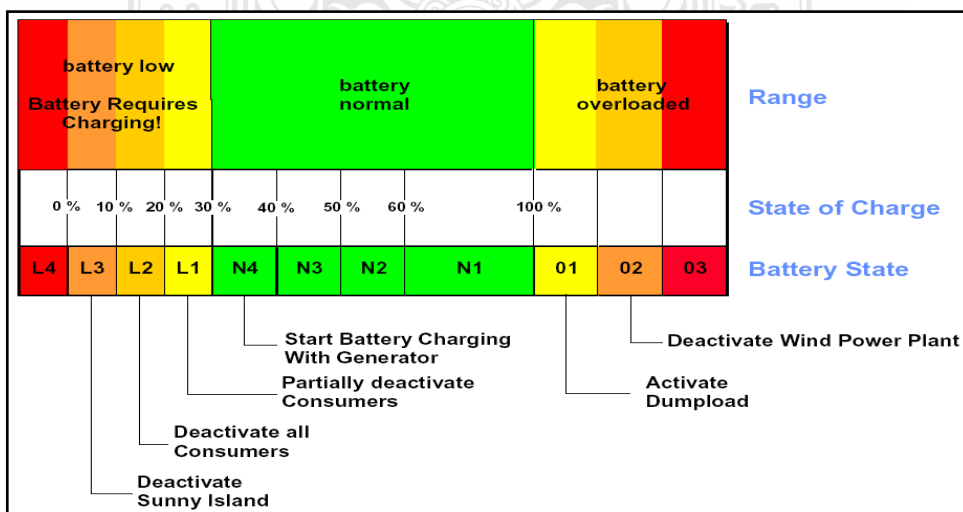 battery low
Battery Requires
Charging!
battery
normal
battery
overloaded
Range
0 % 10 % 20 % 30 % 40 % 50 % 60 % 100 %
State of Charge
L4 L3 L2 L1 N4 N3 N2 N1 01 02 03
Battery State
Start Battery Charging
With Generator
Deactivate Wind Power Plant
Partially deactivate
Consumers
Activate
Dumpload
Deactivate all
Consumers
Deactivate
Sunny Island